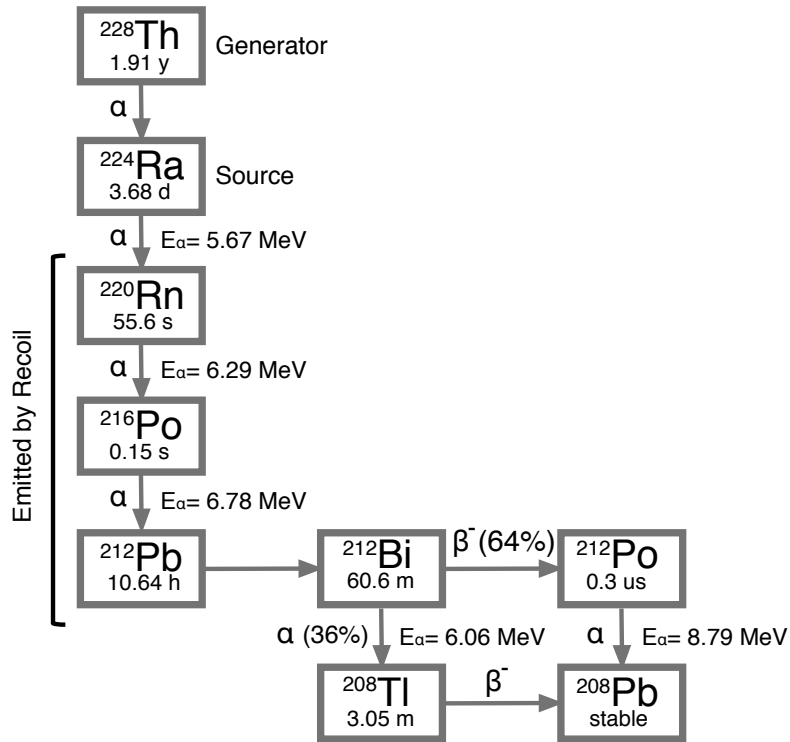 ²²⁸Th
1.91 y
Generator
α
²²⁴Ra
3.68 d
Source
α
Eα= 5.67 MeV
Emitted by Recoil
²²⁰Rn
55.6 s
α
Eα= 6.29 MeV
²¹⁶Po
0.15 s
α
Eα= 6.78 MeV
²¹²Pb
10.64 h
²¹²Bi
60.6 m
β⁻(64%)
²¹²Po
0.3 us
α (36%)
Eα= 6.06 MeV
α
Eα= 8.79 MeV
²⁰⁸Tl
3.05 m
β⁻
²⁰⁸Pb
stable